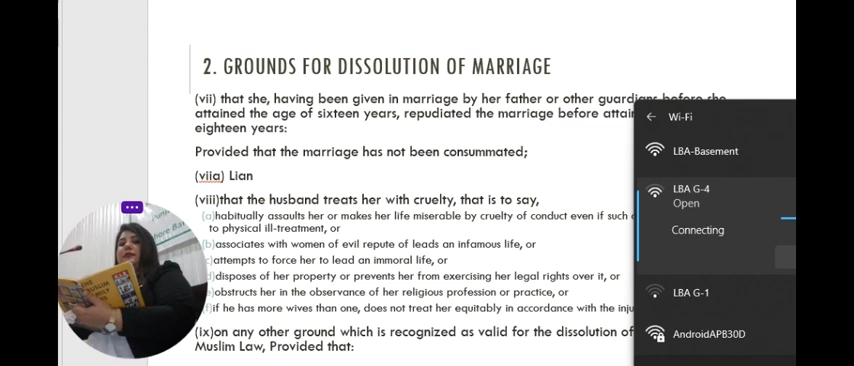 2. GROUNDS FOR DISSOLUTION OF MARRIAGE
(vii) that she, having been given in marriage by her father or other guardians before she
attained the age of sixteen years, repudiated the marriage before
eighteen years:
Provided that the marriage has not been consummated;
(viia) Lian
(viii)that the husband treats her with cruelty, that is to say,
(a)habitually assaults her or makes her life miserable by cruelty of conduct even if such
to physical ill-treatment, or
(b)associates with women of evil repute of leads an infamous life, or
attempts to force her to lead an immoral life, or
disposes of her property or prevents her from exercising her legal rights over it, or
obstructs her in the observance of her religious profession or practice, or
if he has more wives than one, does not treat her equitably in accordance with the
(ix)on any other ground which is recognized as valid for the dissolution of
Muslim Law, Provided that:
Wi-Fi
LBA-Basement
LBA G-4
Open
Connecting
LBA G-1
AndroidAPB30D